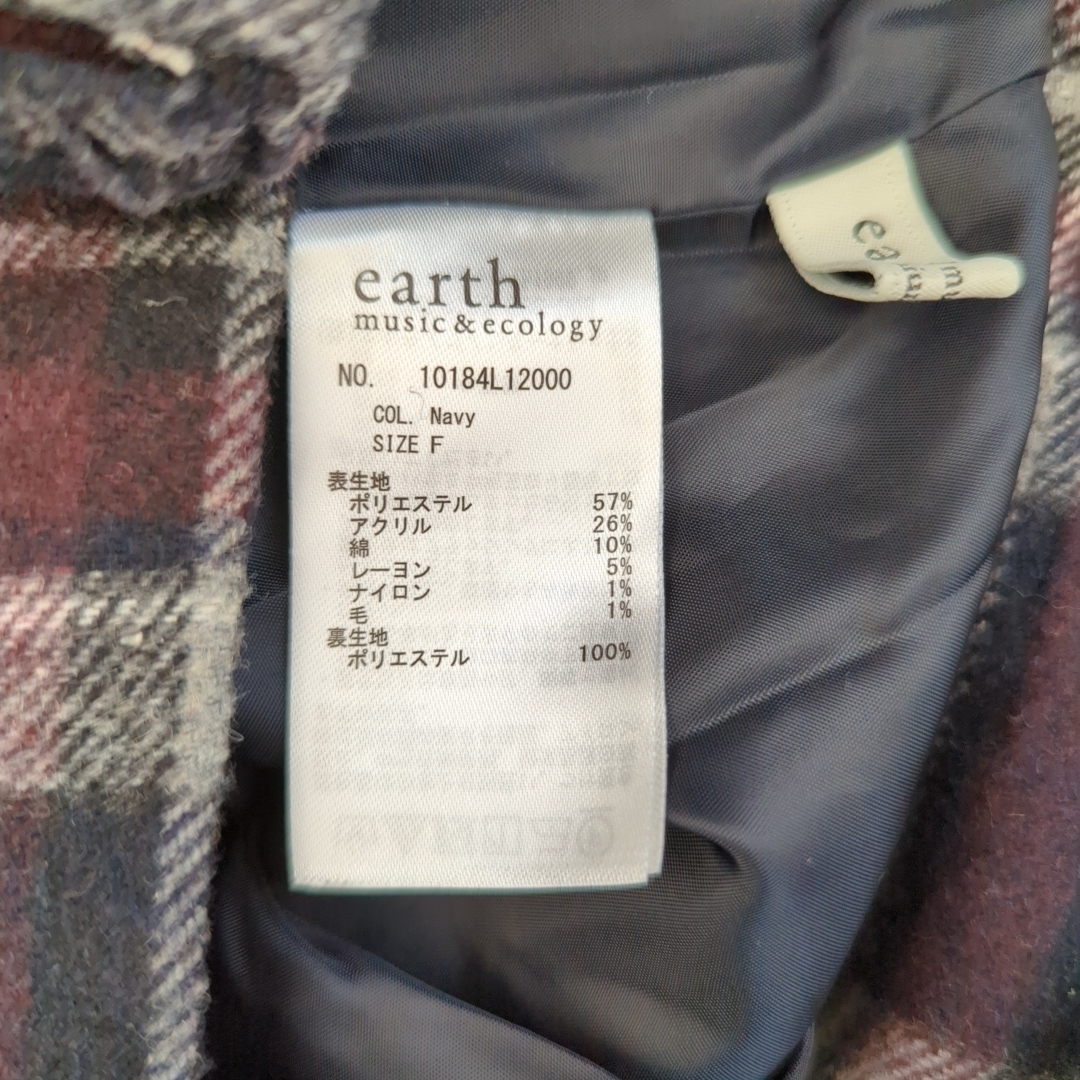 earth
music&ecology
NO. 10184L12000
COL. Navy
SIZE F
表生地
ポリエステル 57%
アクリル 26%
綿 10%
レーヨン 5%
ナイロン 1%
毛 1%
裏生地
ポリエステル 100%
ea
mu